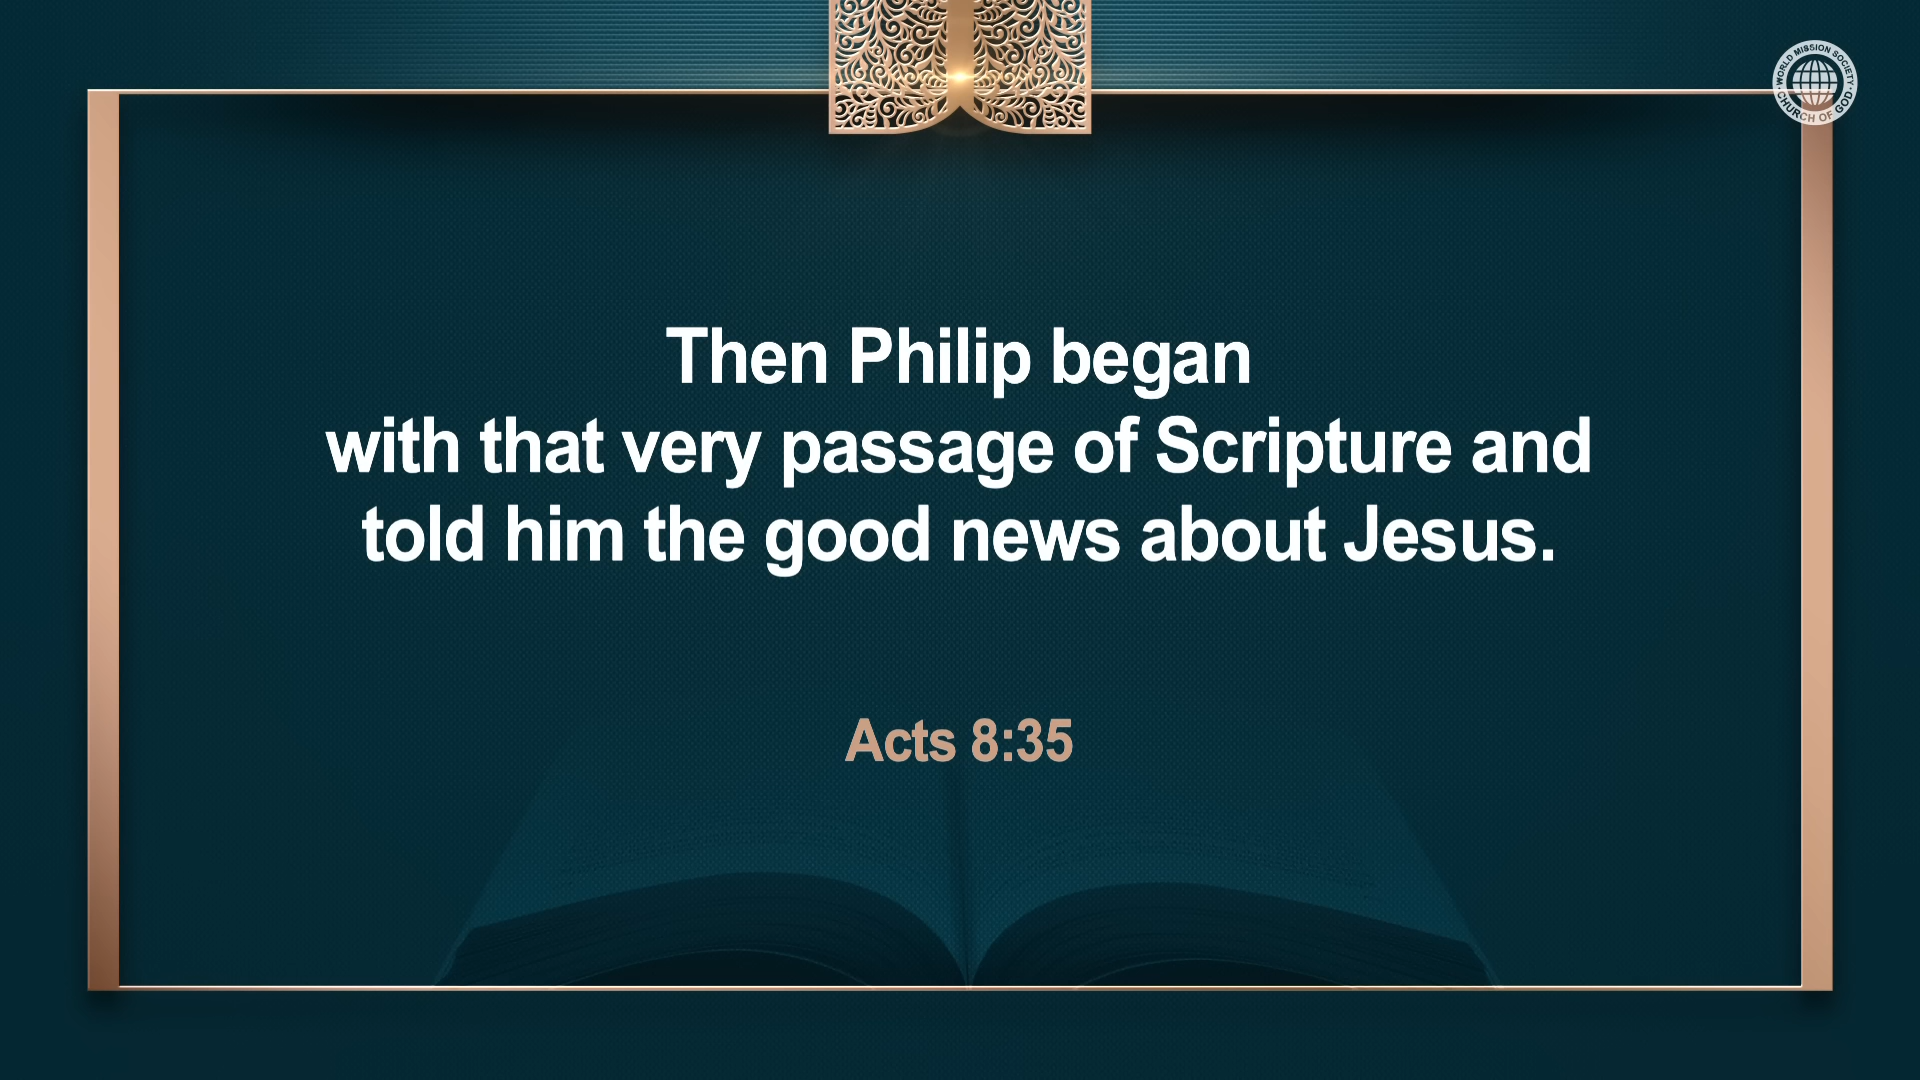 WORLD MISSION SOCIETY
CHURCH OF GOD
Then Philip began
with that very passage of Scripture and
told him the good news about Jesus.
Acts 8:35